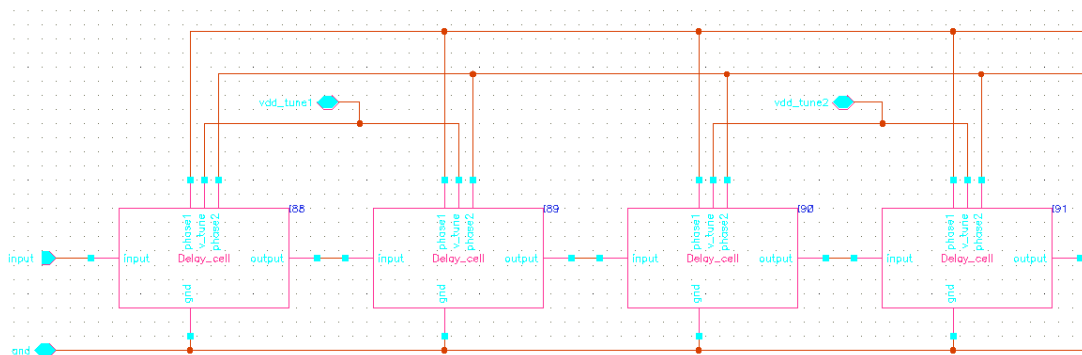 vdd_tune1
vdd_tune2
I88
I89
I90
I91
phase1 v_tune phase2
phase1 v_tune phase2
phase1 v_tune phase2
phase1 v_tune phase2
input
input Delay_cell output
input Delay_cell output
input Delay_cell output
input Delay_cell output
gnd
gnd
gnd
gnd
gnd